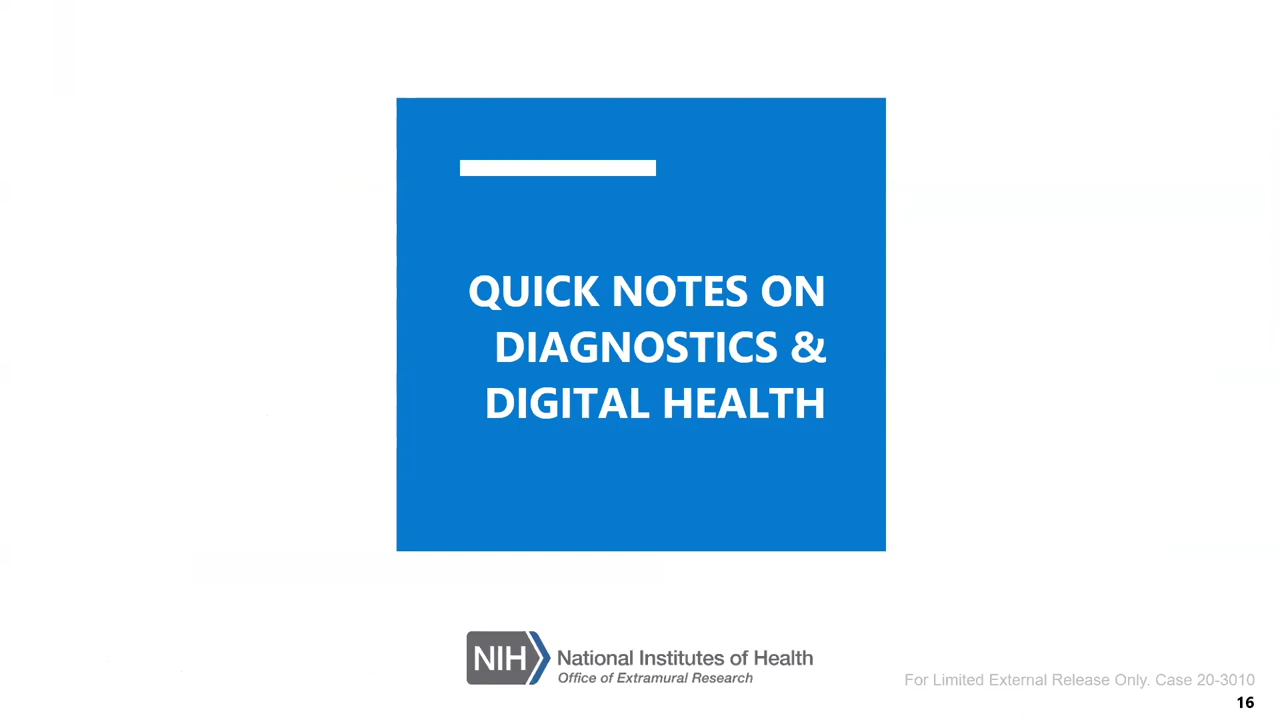 QUICK NOTES ON
DIAGNOSTICS &
DIGITAL HEALTH
NIH
National Institutes of Health
Office of Extramural Research
For Limited External Release Only. Case 20-3010
16